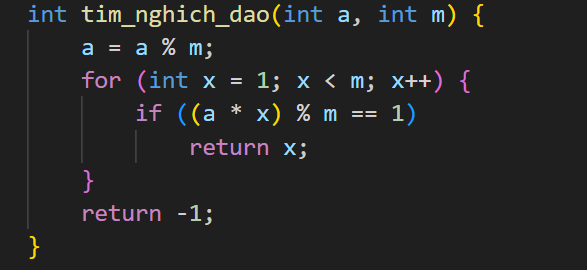 int tim_nghich_dao(int a, int m) {
    a = a % m;
    for (int x = 1; x < m; x++) {
        if ((a * x) % m == 1)
            return x;
    }
    return -1;
}